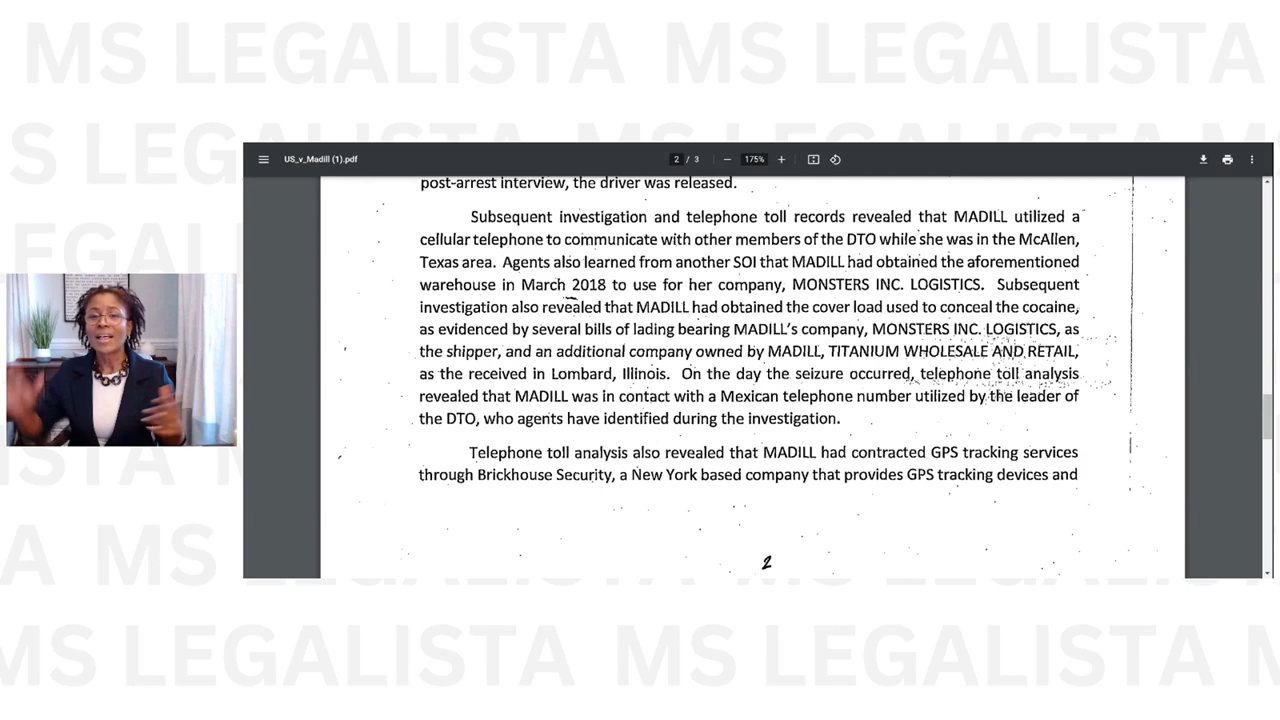 MS LEGALISTA MS LEGALISTA
US_v_Madill (1).pdf
2 / 3
175%
post-arrest interview, the driver was released.
Subsequent investigation and telephone toll records revealed that MADILL utilized a
cellular telephone to communicate with other members of the DTO while she was in the McAllen,
Texas area. Agents also learned from another SOI that MADILL had obtained the aforementioned
warehouse in March 2018 to use for her company, MONSTERS INC. LOGISTICS. Subsequent
investigation also revealed that MADILL had obtained the cover load used to conceal the cocaine,
as evidenced by several bills of lading bearing MADILL's company, MONSTERS INC. LOGISTICS, as
the shipper, and an additional company owned by MADILL, TITANIUM WHOLESALE AND RETAIL,
as the received in Lombard, Illinois. On the day the seizure occurred, telephone toll analysis
revealed that MADILL was in contact with a Mexican telephone number utilized by the leader of
the DTO, who agents have identified during the investigation.
Telephone toll analysis also revealed that MADILL had contracted GPS tracking services
through Brickhouse Security, a New York based company that provides GPS tracking devices and
2
MS LEGALISTA MS LEGALISTA